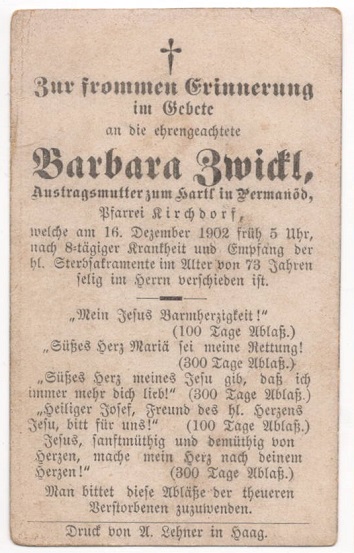 Zur frommen Erinnerung
im Gebete
an die ehrengeachtete
Barbara Zwickl,
Austragsmutter zum Hartl in Permanöd,
Pfarrei Kirchdorf,
welche am 16. Dezember 1902 früh 5 Uhr,
nach 8-tägiger Krankheit und Empfang der
hl. Sterbsakramente im Alter von 73 Jahren
selig im Herrn verschieden ist.
„Mein Jesus Barmherzigkeit!“
(100 Tage Ablaß.)
„Süßes Herz Mariä sei meine Rettung!
(300 Tage Ablaß.)
„Süßes Herz meines Jesu gib, daß ich
immer mehr dich lieb!“ (300 Tage Ablaß.)
„Heiliger Josef, Freund des hl. Herzens
Jesu, bitt für uns!“ (100 Tage Ablaß.)
Jesus, sanftmüthig und demüthig von
Herzen, mache mein Herz nach deinem
Herzen!“ (300 Tage Ablaß.)
Man bittet diese Abläße der theueren
Verstorbenen zuzuwenden.
Druck von A. Lehner in Haag.